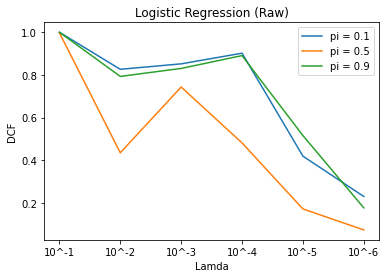 Logistic Regression (Raw)
pi = 0.1
pi = 0.5
pi = 0.9
DCF
1.0
0.8
0.6
0.4
0.2
10^-1 10^-2 10^-3 10^-4 10^-5 10^-6
Lamda